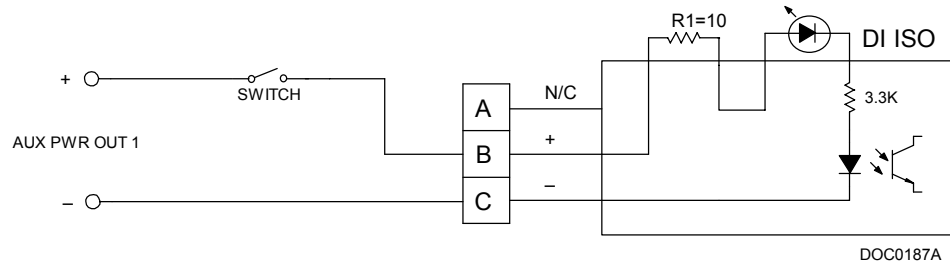 R1=10
DI ISO
+
SWITCH
A
N/C
3.3K
AUX PWR OUT 1
B
+
–
C
–
DOC0187A